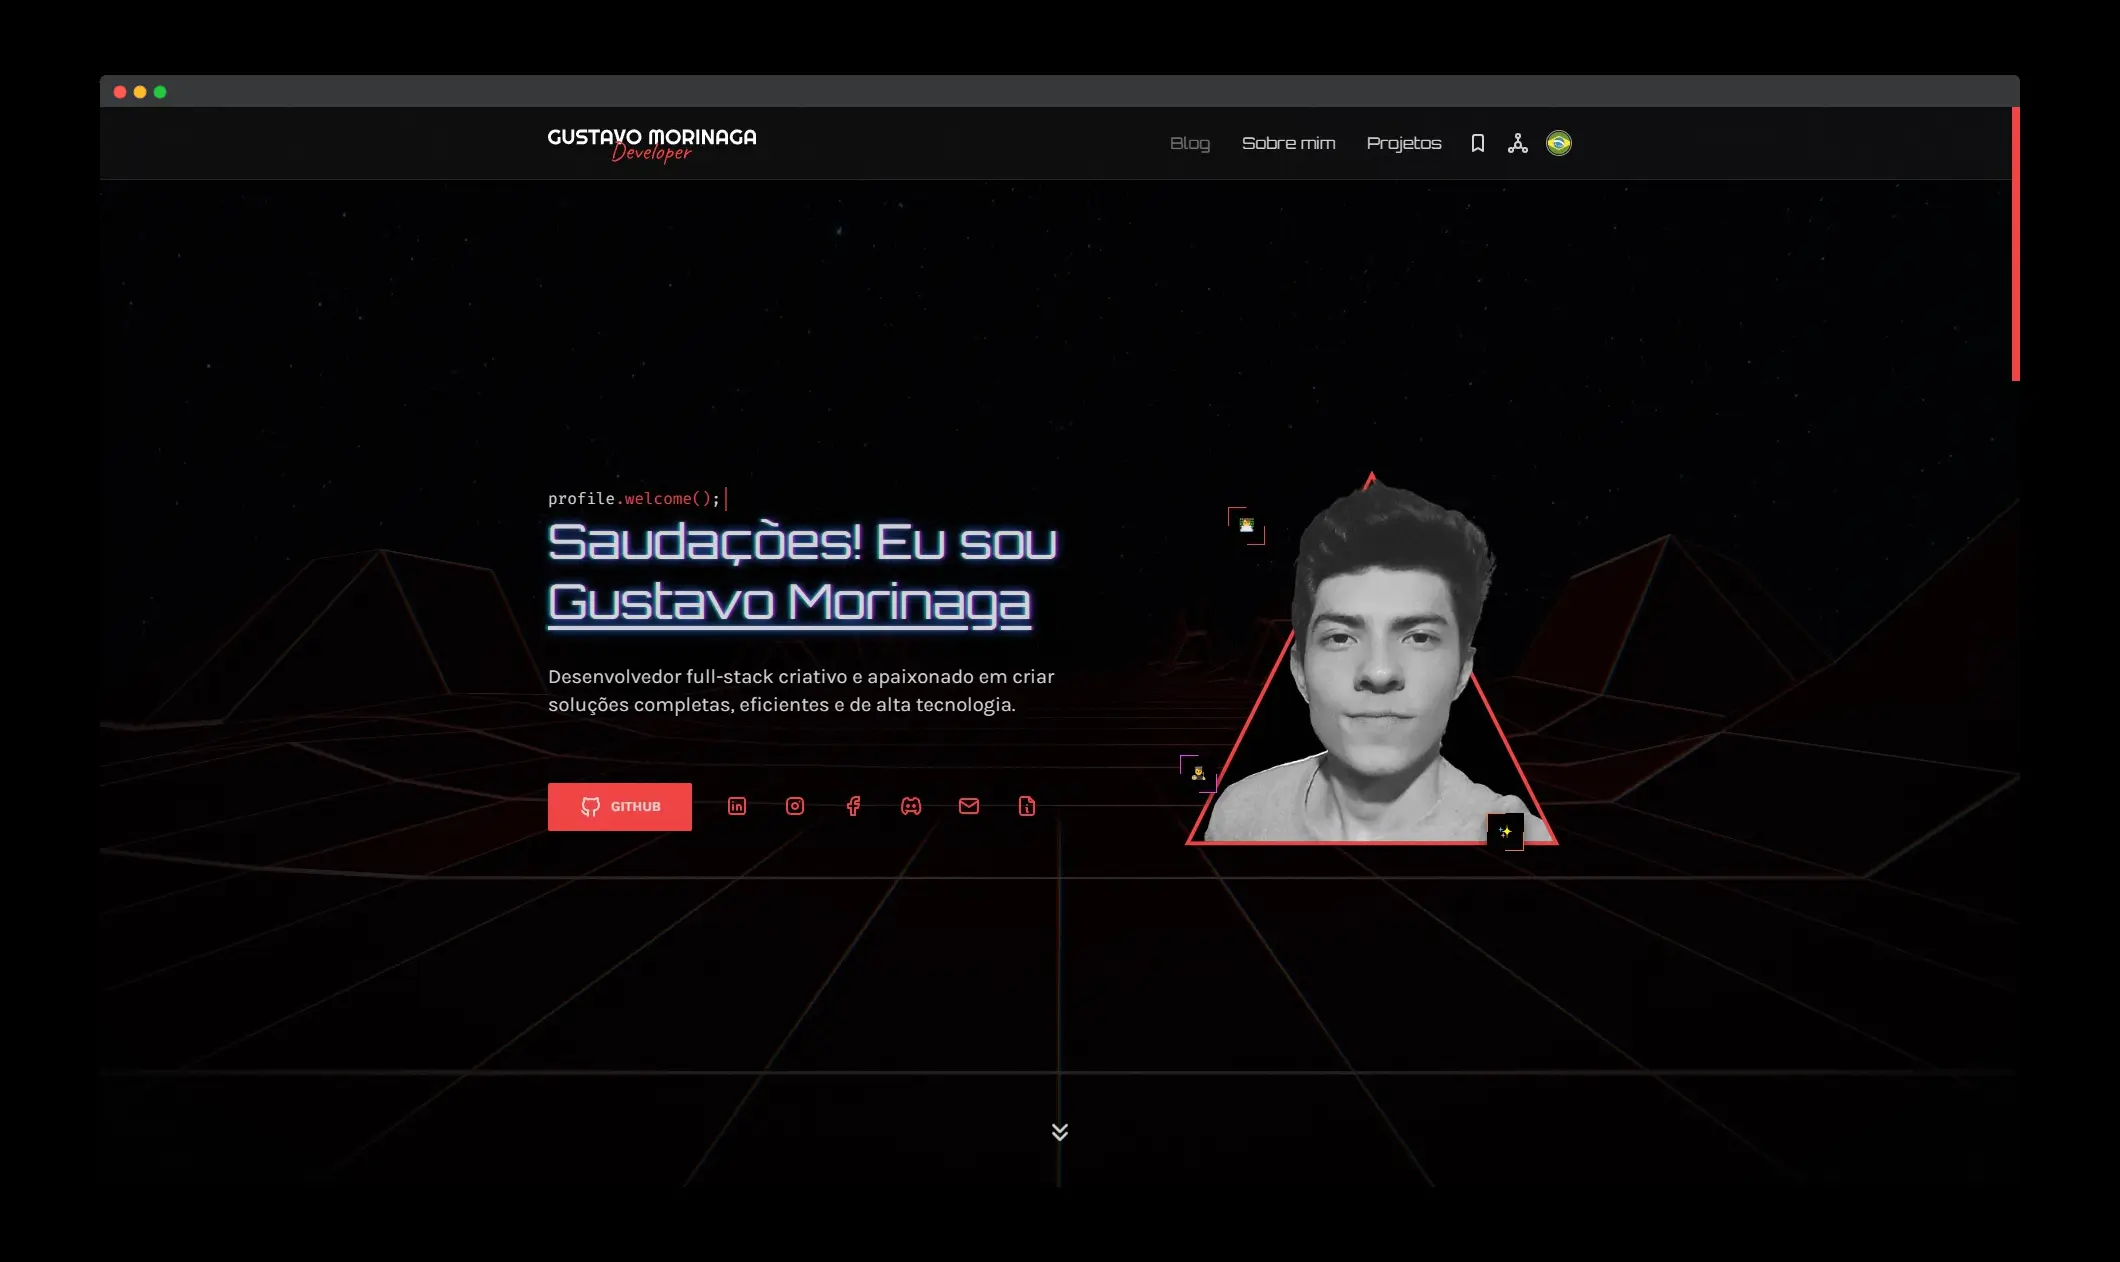 GUSTAVO MORINAGA
Developer
Blog Sobre mim Projetos
profile.welcome();
Saudações! Eu sou
Gustavo Morinaga
Desenvolvedor full-stack criativo e apaixonado em criar
soluções completas, eficientes e de alta tecnologia.
GITHUB